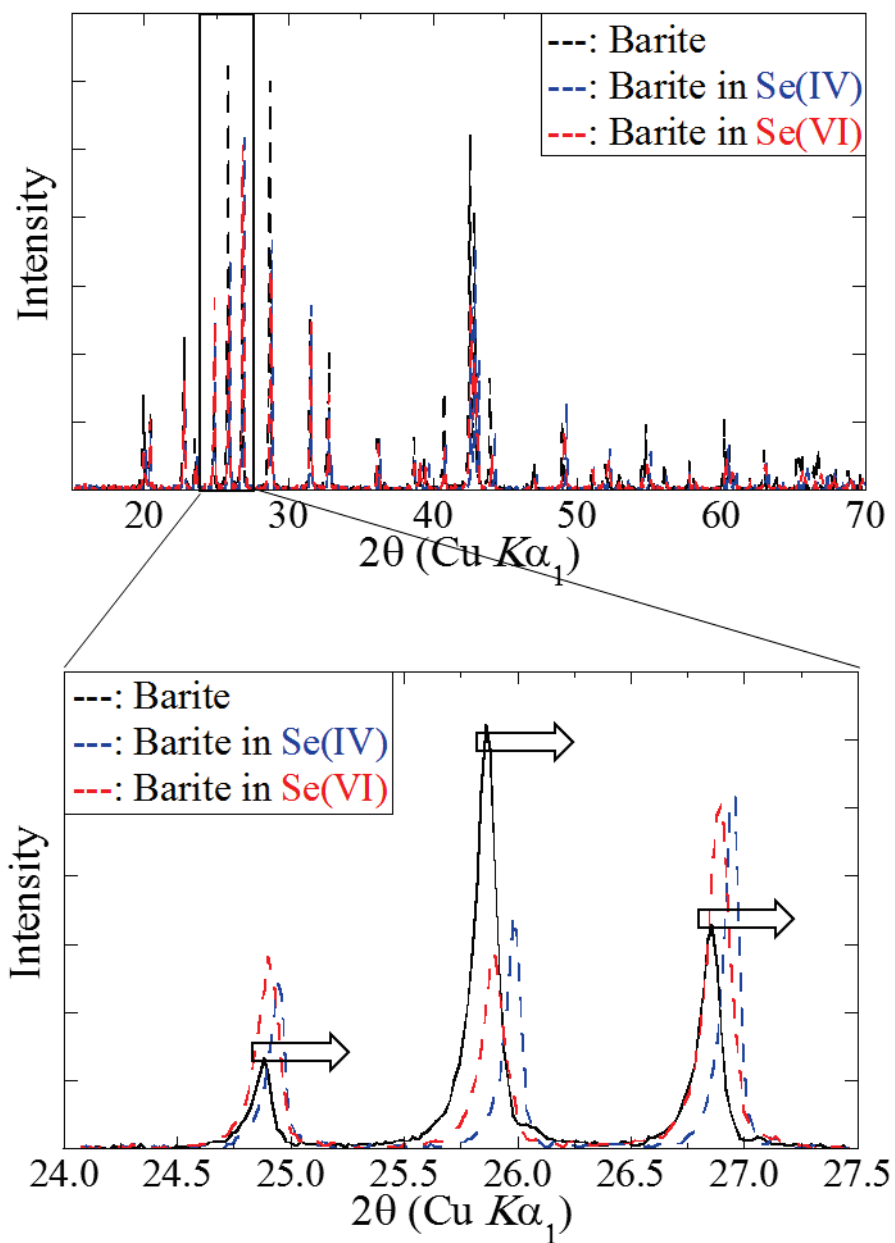 ---: Barite
---: Barite in Se(IV)
---: Barite in Se(VI)
Intensity
20 30 40 50 60 70
2θ (Cu Kα₁)
---: Barite
---: Barite in Se(IV)
---: Barite in Se(VI)
Intensity
24.0 24.5 25.0 25.5 26.0 26.5 27.0 27.5
2θ (Cu Kα₁)